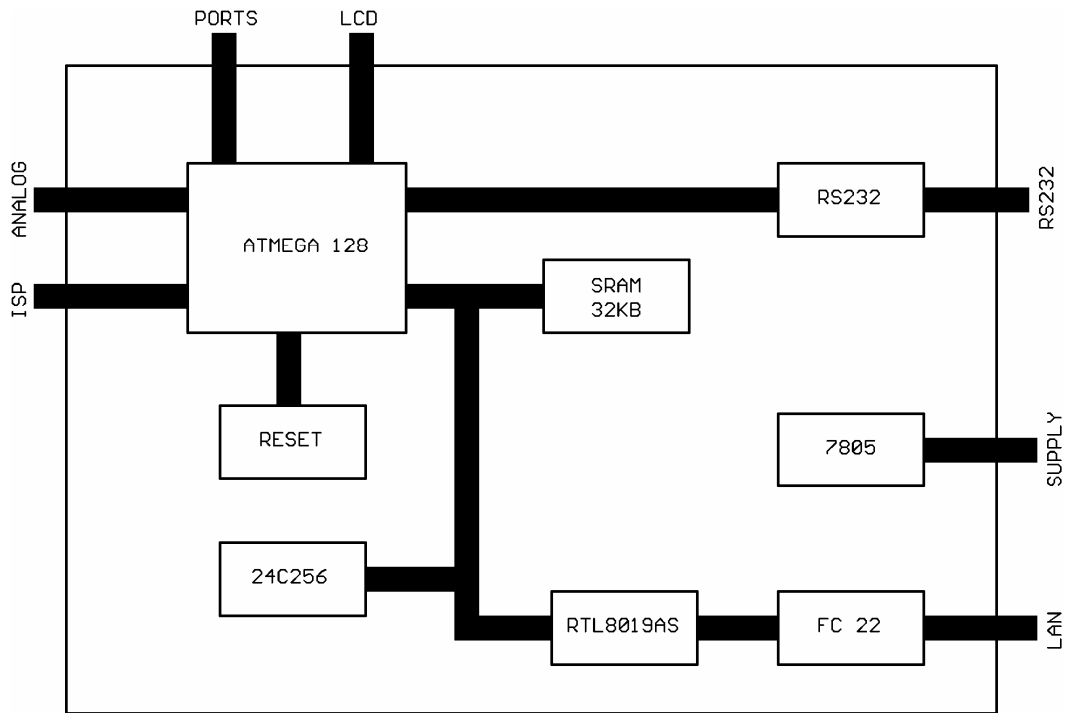 PORTS
LCD
ANALOG
RS232
RS232
ATMEGA 128
ISP
SRAM
32KB
RESET
7805
SUPPLY
24C256
RTL8019AS
FC 22
LAN